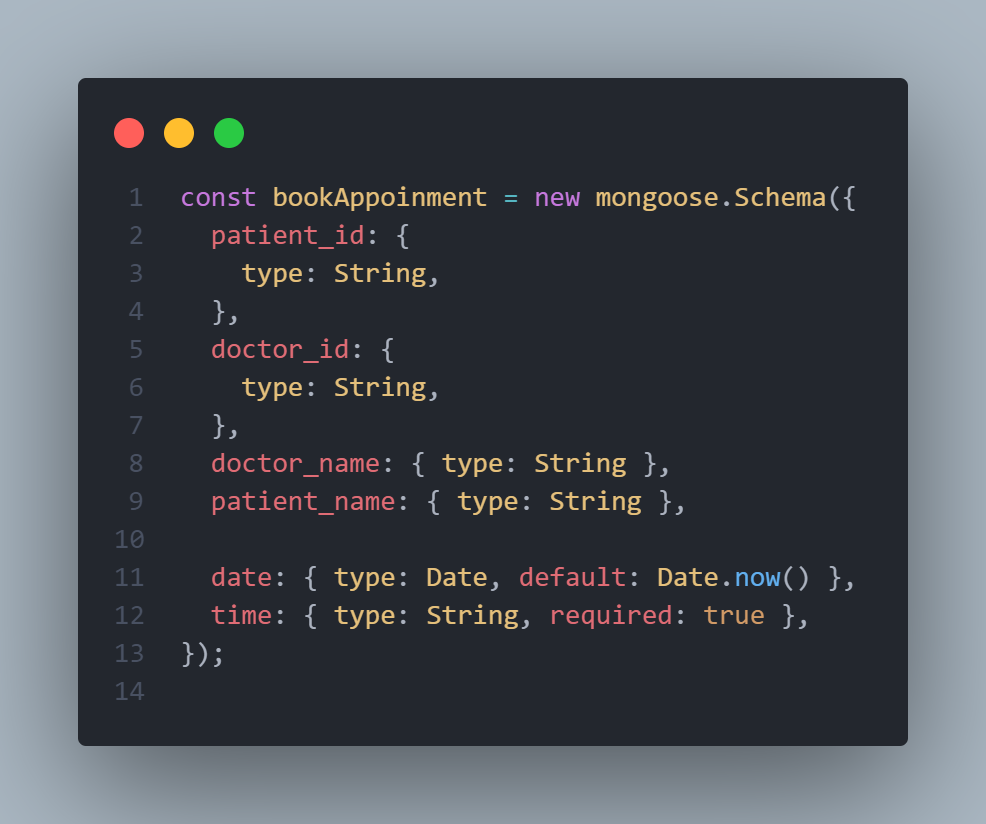 1 const bookAppoinment = new mongoose.Schema({
2   patient_id: {
3     type: String,
4   },
5   doctor_id: {
6     type: String,
7   },
8   doctor_name: { type: String },
9   patient_name: { type: String },
10
11   date: { type: Date, default: Date.now() },
12   time: { type: String, required: true },
13 });
14